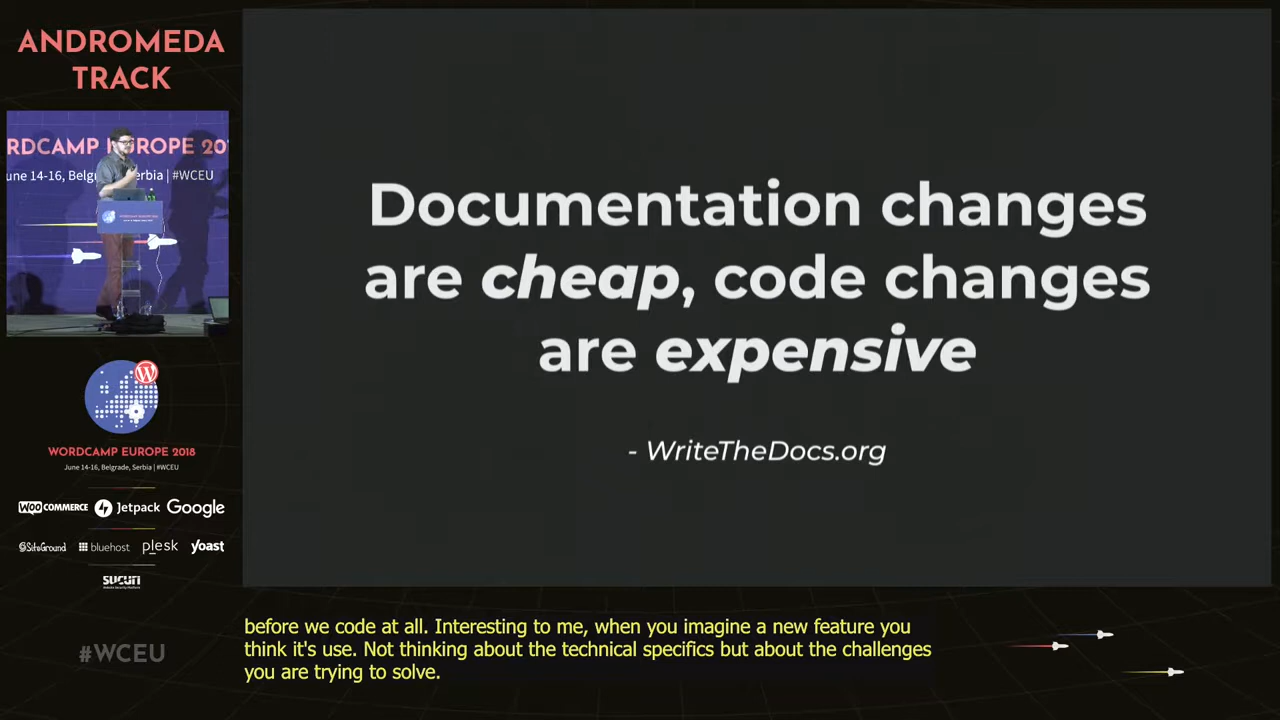 ANDROMEDA
TRACK
RDCAMP EUROPE 20
une 14-16, Belgrade, Serbia | #WCEU
WORDCAMP EUROPE 2018
June 14-16, Belgrade, Serbia | #WCEU
WOO COMMERCE Jetpack Google
SiteGround bluehost plesk yoast
SUCURI
#WCEU
Documentation changes
are cheap, code changes
are expensive
- WriteTheDocs.org
before we code at all. Interesting to me, when you imagine a new feature you
think it's use. Not thinking about the technical specifics but about the challenges
you are trying to solve.